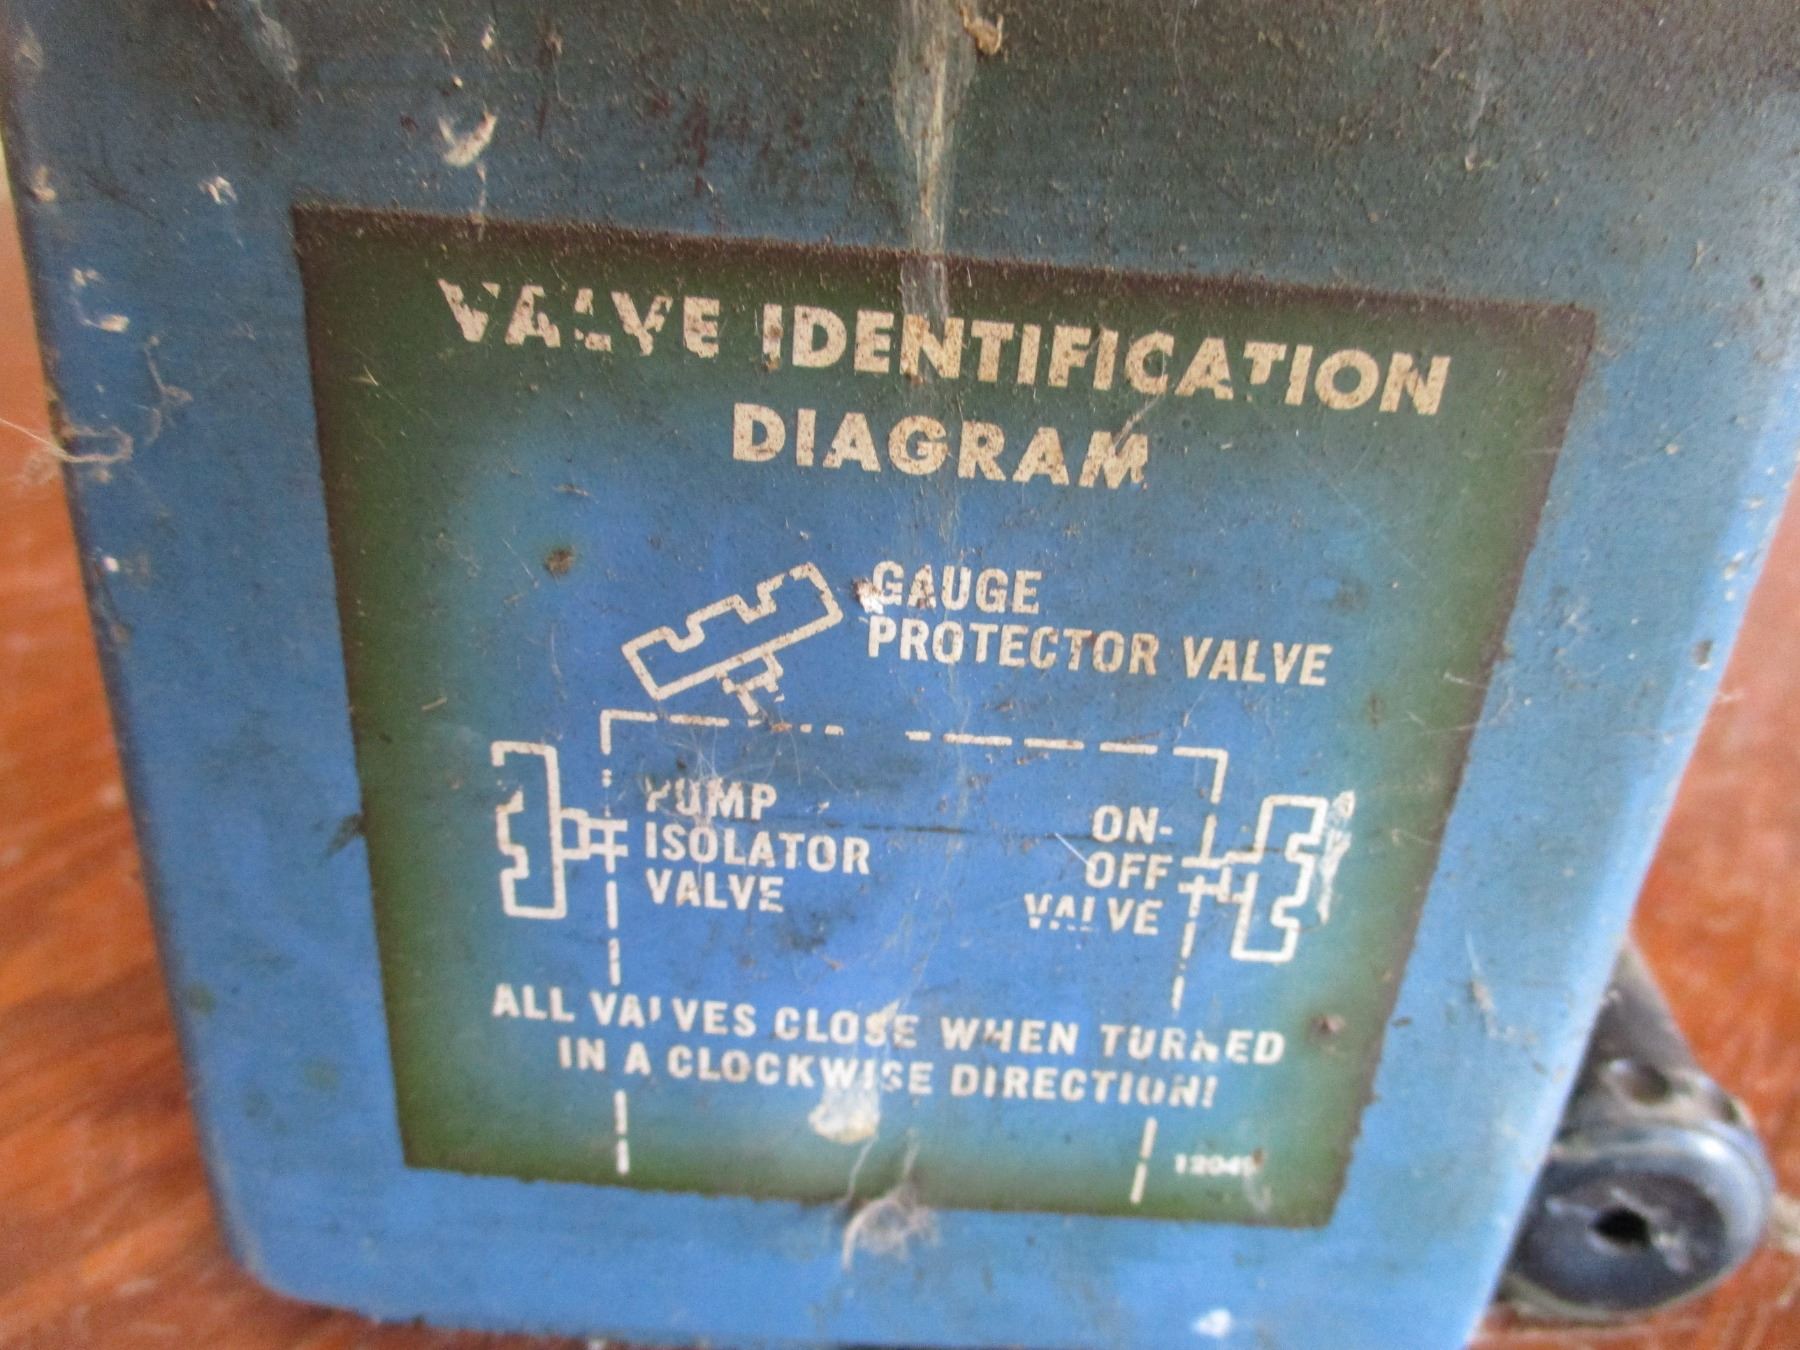 VALVE IDENTIFICATION
DIAGRAM
GAUGE
PROTECTOR VALVE
PUMP
ISOLATOR
VALVE
ON-
OFF
VALVE
ALL VALVES CLOSE WHEN TURNED
IN A CLOCKWISE DIRECTION!